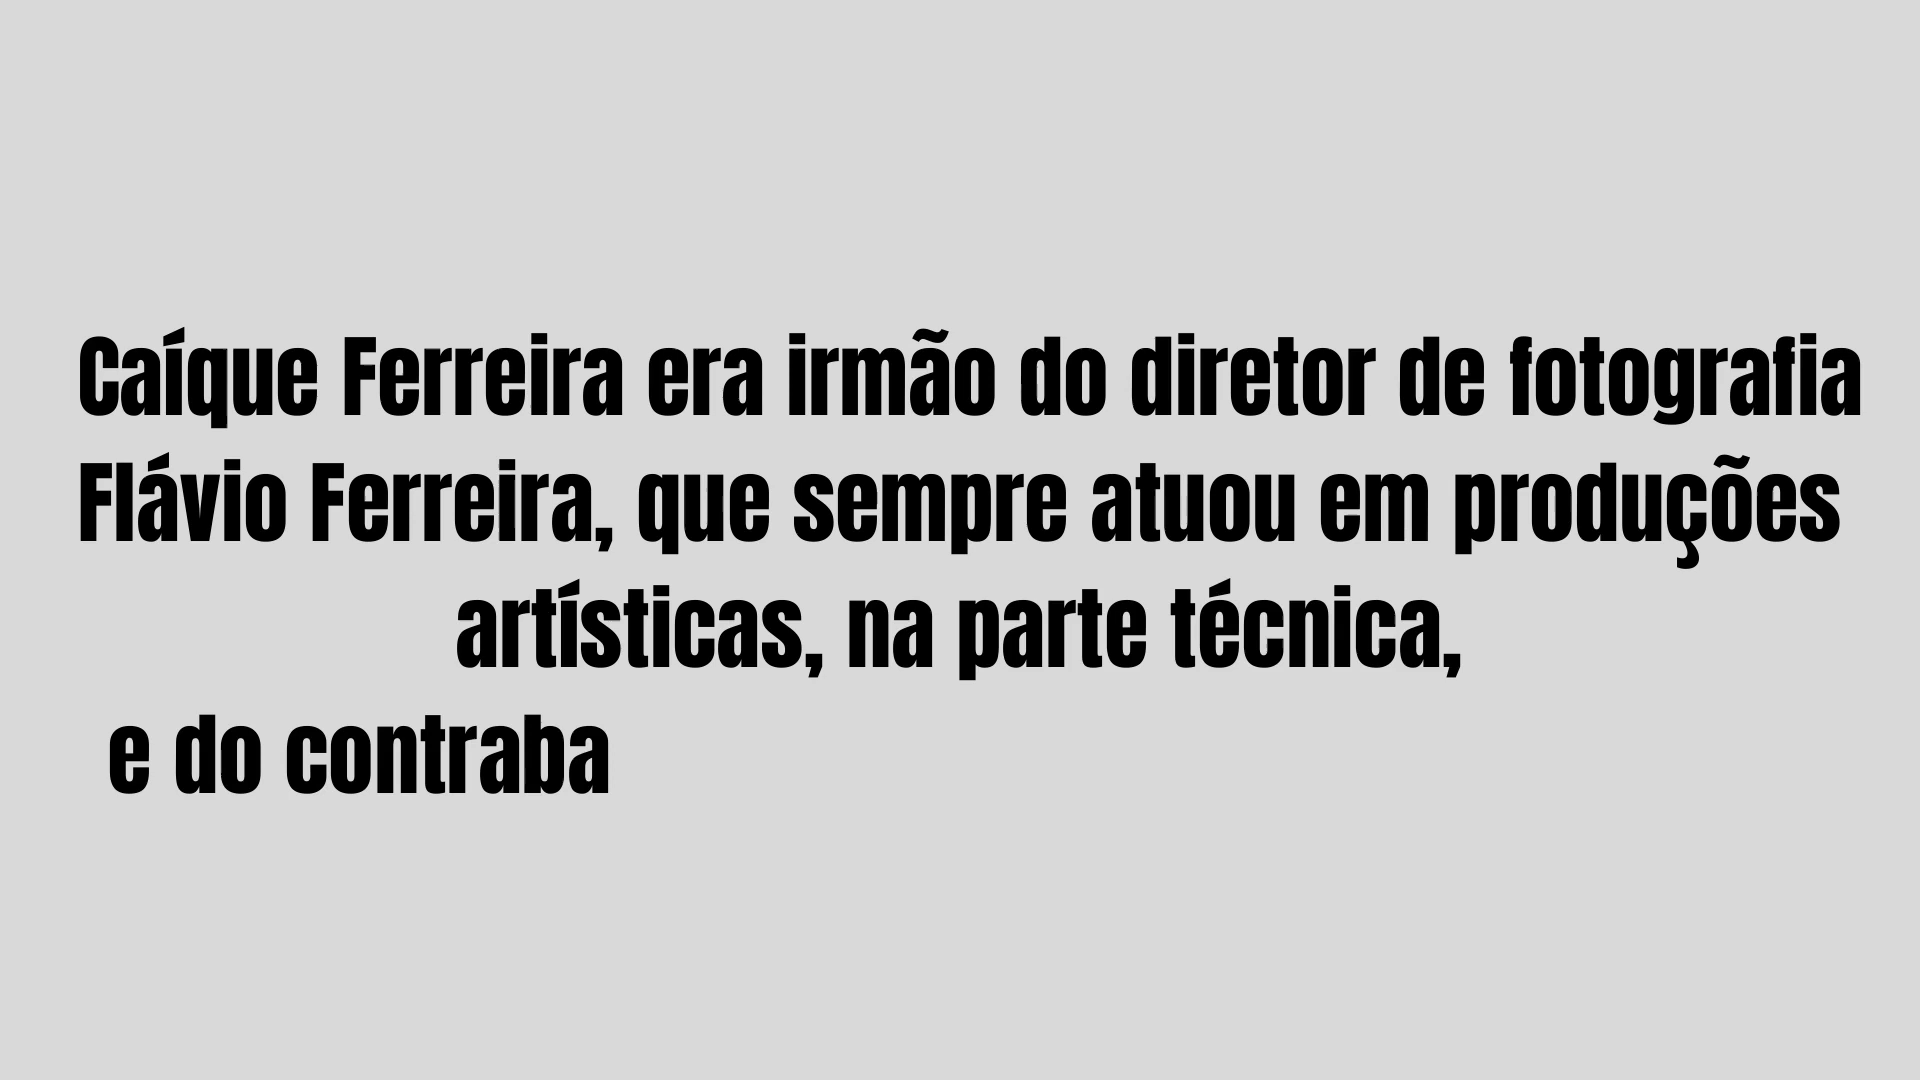 Caíque Ferreira era irmão do diretor de fotografia
Flávio Ferreira, que sempre atuou em produções
artísticas, na parte técnica,
e do contraba